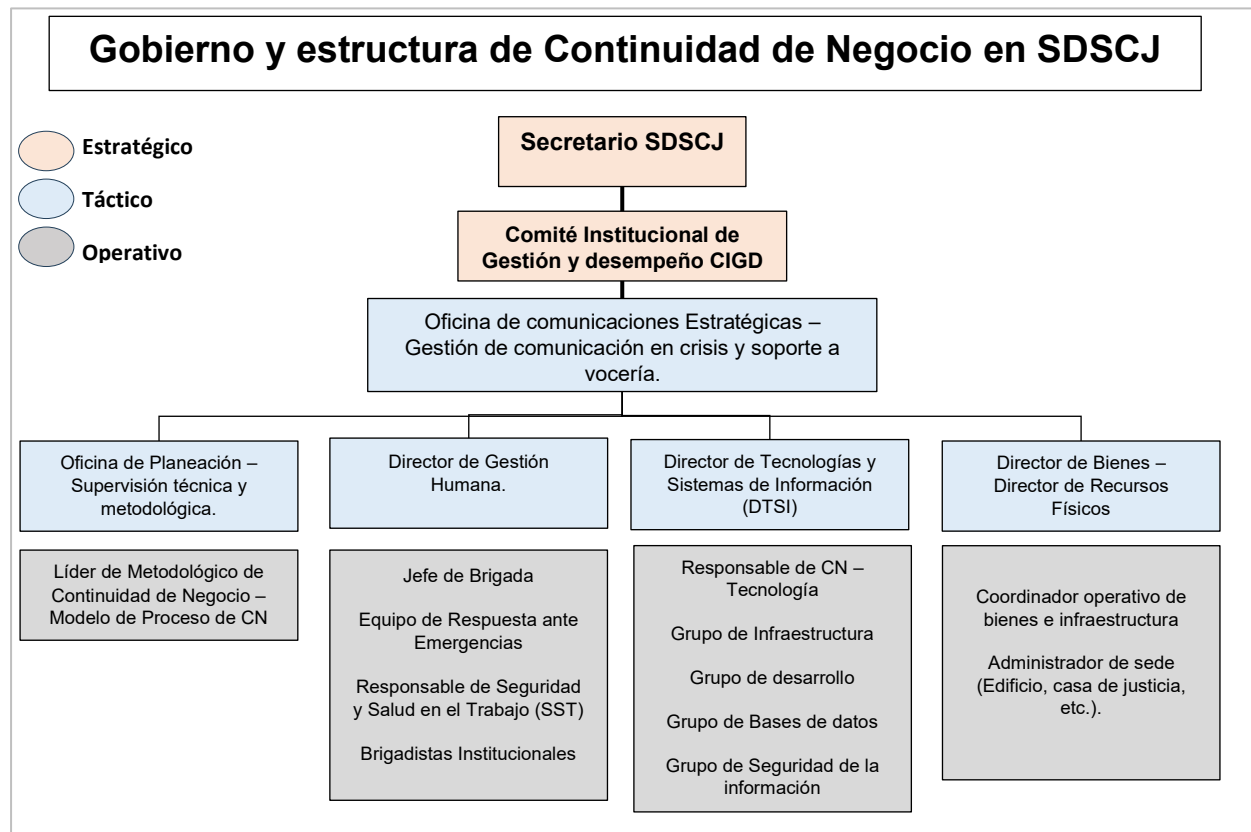 Gobierno y estructura de Continuidad de Negocio en SDSCJ
Estratégico
Táctico
Operativo
Secretario SDSCJ
Comité Institucional de
Gestión y desempeño CIGD
Oficina de comunicaciones Estratégicas –
Gestión de comunicación en crisis y soporte a
vocería.
Oficina de Planeación –
Supervisión técnica y
metodológica.
Director de Gestión
Humana.
Director de Tecnologías y
Sistemas de Información
(DTSI)
Director de Bienes –
Director de Recursos
Físicos
Líder de Metodológico de
Continuidad de Negocio –
Modelo de Proceso de CN
Jefe de Brigada
Equipo de Respuesta ante
Emergencias
Responsable de Seguridad
y Salud en el Trabajo (SST)
Brigadistas Institucionales
Responsable de CN –
Tecnología
Grupo de Infraestructura
Grupo de desarrollo
Grupo de Bases de datos
Grupo de Seguridad de la
información
Coordinador operativo de
bienes e infraestructura
Administrador de sede
(Edificio, casa de justicia,
etc.).